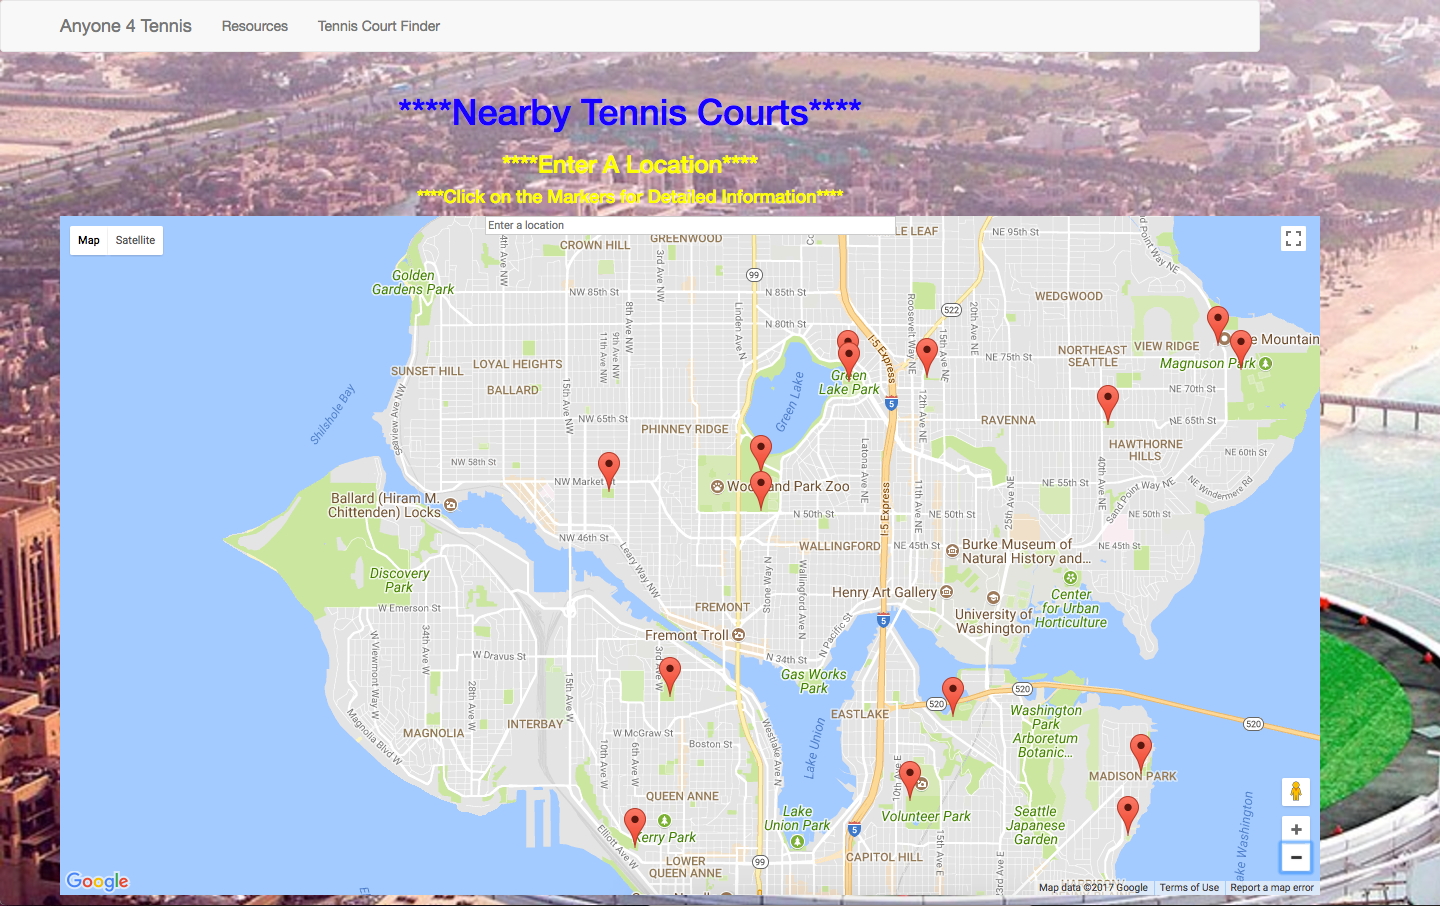 Anyone 4 Tennis
Resources
Tennis Court Finder
****Nearby Tennis Courts****
****Enter A Location****
****Click on the Markers for Detailed Information****
Map
Satellite
Enter a location
GREENWOOD
LE LEAF
NE 95th St
CROWN HILL
3rd Ave NW
99
Golden
Gardens Park
NW 85th St
N 85th St
WEDGWOOD
8th Ave NW
Linden Ave N
Roosevelt Way NE
15th Ave NE
20th Ave NE
522
N 80th St
I-5 Express
9th Ave NW
11th Ave NW
e Mountain
VIEW RIDGE
NORTHEAST
SEATTLE
NE 75th St
Magnuson Park
LOYAL HEIGHTS
SUNSET HILL
Green
Lake Park
BALLARD
15th Ave NW
12th Ave NE
NE 70th St
Green Lake
5
Shilshole Bay
Seaview Ave NW
NW 65th St
RAVENNA
NE 65th St
PHINNEY RIDGE
HAWTHORNE
HILLS
Latona Ave NE
40th Ave NE
NE 60th St
NW 58th St
NW Market St
Woodland Park Zoo
NE 55th St
Sand Point Way NE
NE Windermere Rd
11th Ave NE
25th Ave NE
I-5 Express
Ballard (Hiram M.
Chittenden) Locks
N 50th St
NE 50th St
NE 50th St
NW 46th St
WALLINGFORD
NE 45th St
Burke Museum of
Natural History and...
NE 45th St
Leary Way NW
Stone Way N
Wallingford Ave N
Discovery
Park
Henry Art Gallery
Center
for Urban
Horticulture
W Emerson St
FREMONT
University of
Washington
5
Fremont Troll
N Pacific St
34th Ave W
W Viewmont Way W
W Dravus St
3rd Ave W
N 34th St
Gas Works
Park
28th Ave W
15th Ave W
520
520
520
Magnolia Blvd W
INTERBAY
EASTLAKE
Washington
Park
Arboretum
Botanic...
MAGNOLIA
W McGraw St
Boston St
Westlake Ave N
Lake Union
10th Ave W
6th Ave W
10th Ave E
MADISON PARK
QUEEN ANNE
Volunteer Park
Lake
Union Park
Seattle
Japanese
Garden
Kerry Park
Elliott Ave W
5
15th Ave E
23rd Ave E
Lake Washington
LOWER
QUEEN ANNE
99
CAPITOL HILL
Google
Map data ©2017 Google
Terms of Use
Report a map error